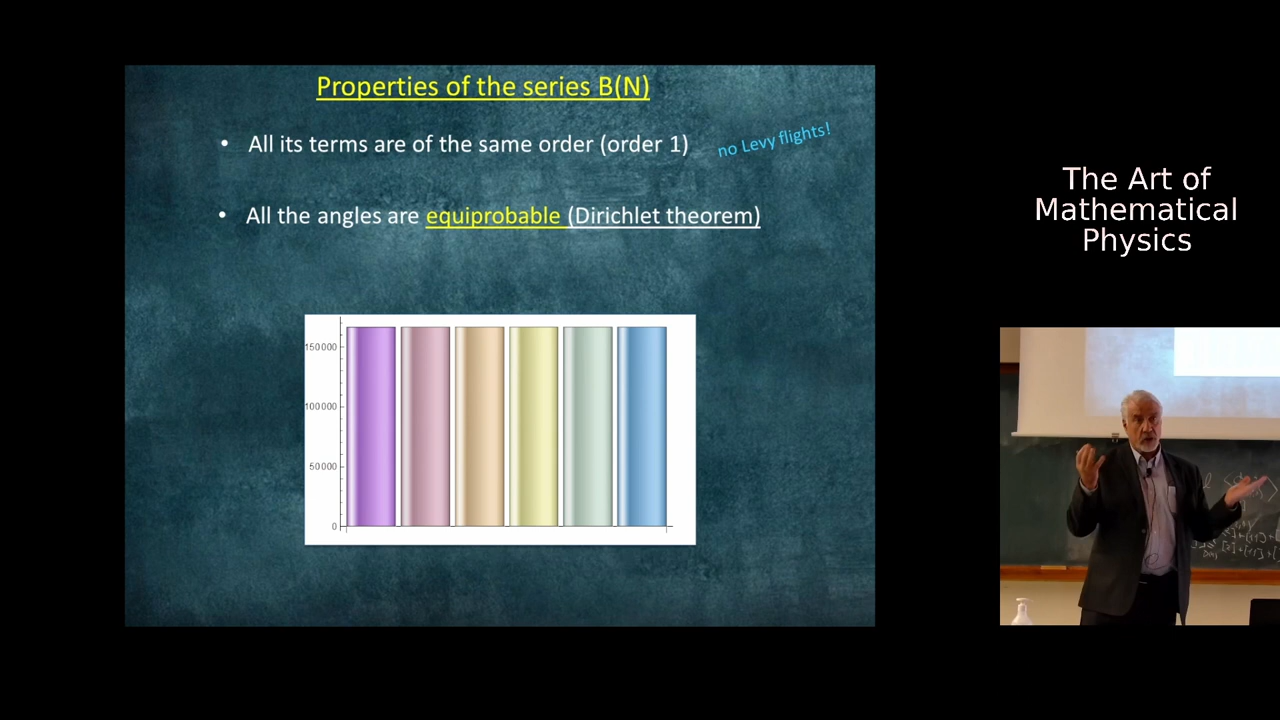 Properties of the series B(N)
• All its terms are of the same order (order 1)
no Levy flights!
• All the angles are equiprobable (Dirichlet theorem)
150000
100000
50000
0
The Art of
Mathematical
Physics